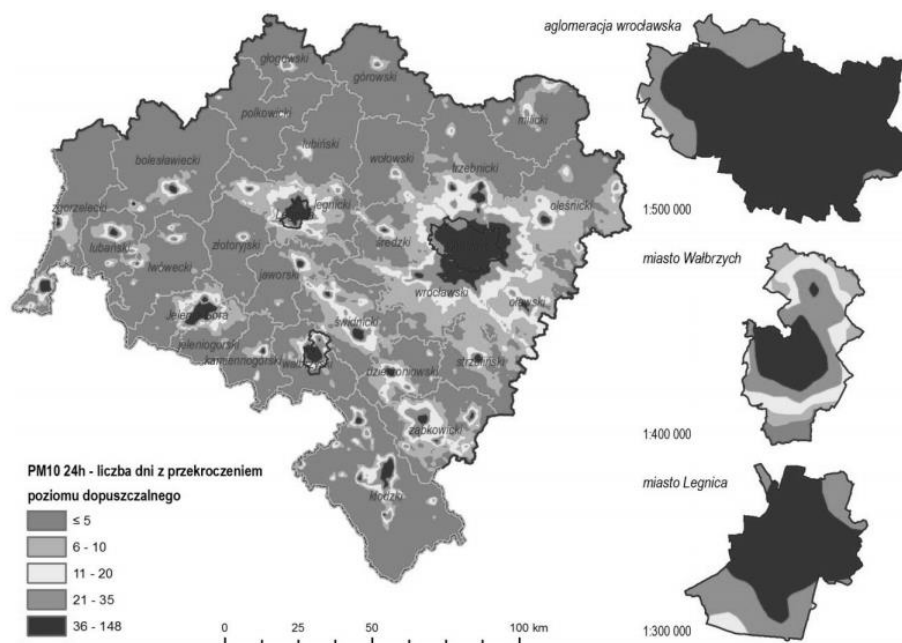 aglomeracja wrocławska
głogowski
górowski
polkowicki
milicki
lubiński
bolesławiecki
wołowski
trzebnicki
zgorzelecki
legnicki
oleśnicki
1:500 000
lubański
złotoryjski
średzki
lwówecki
miasto Wałbrzych
jaworski
wrocławski
oławski
Jelenia Góra
świdnicki
jeleniogórski
kamiennogórski
strzeliński
dzierżoniowski
ząbkowicki
1:400 000
PM10 24h - liczba dni z przekroczeniem
poziomu dopuszczalnego
miasto Legnica
kłodzki
≤ 5
6 - 10
11 - 20
21 - 35
36 - 148
0 25 50 100 km
1:300 000